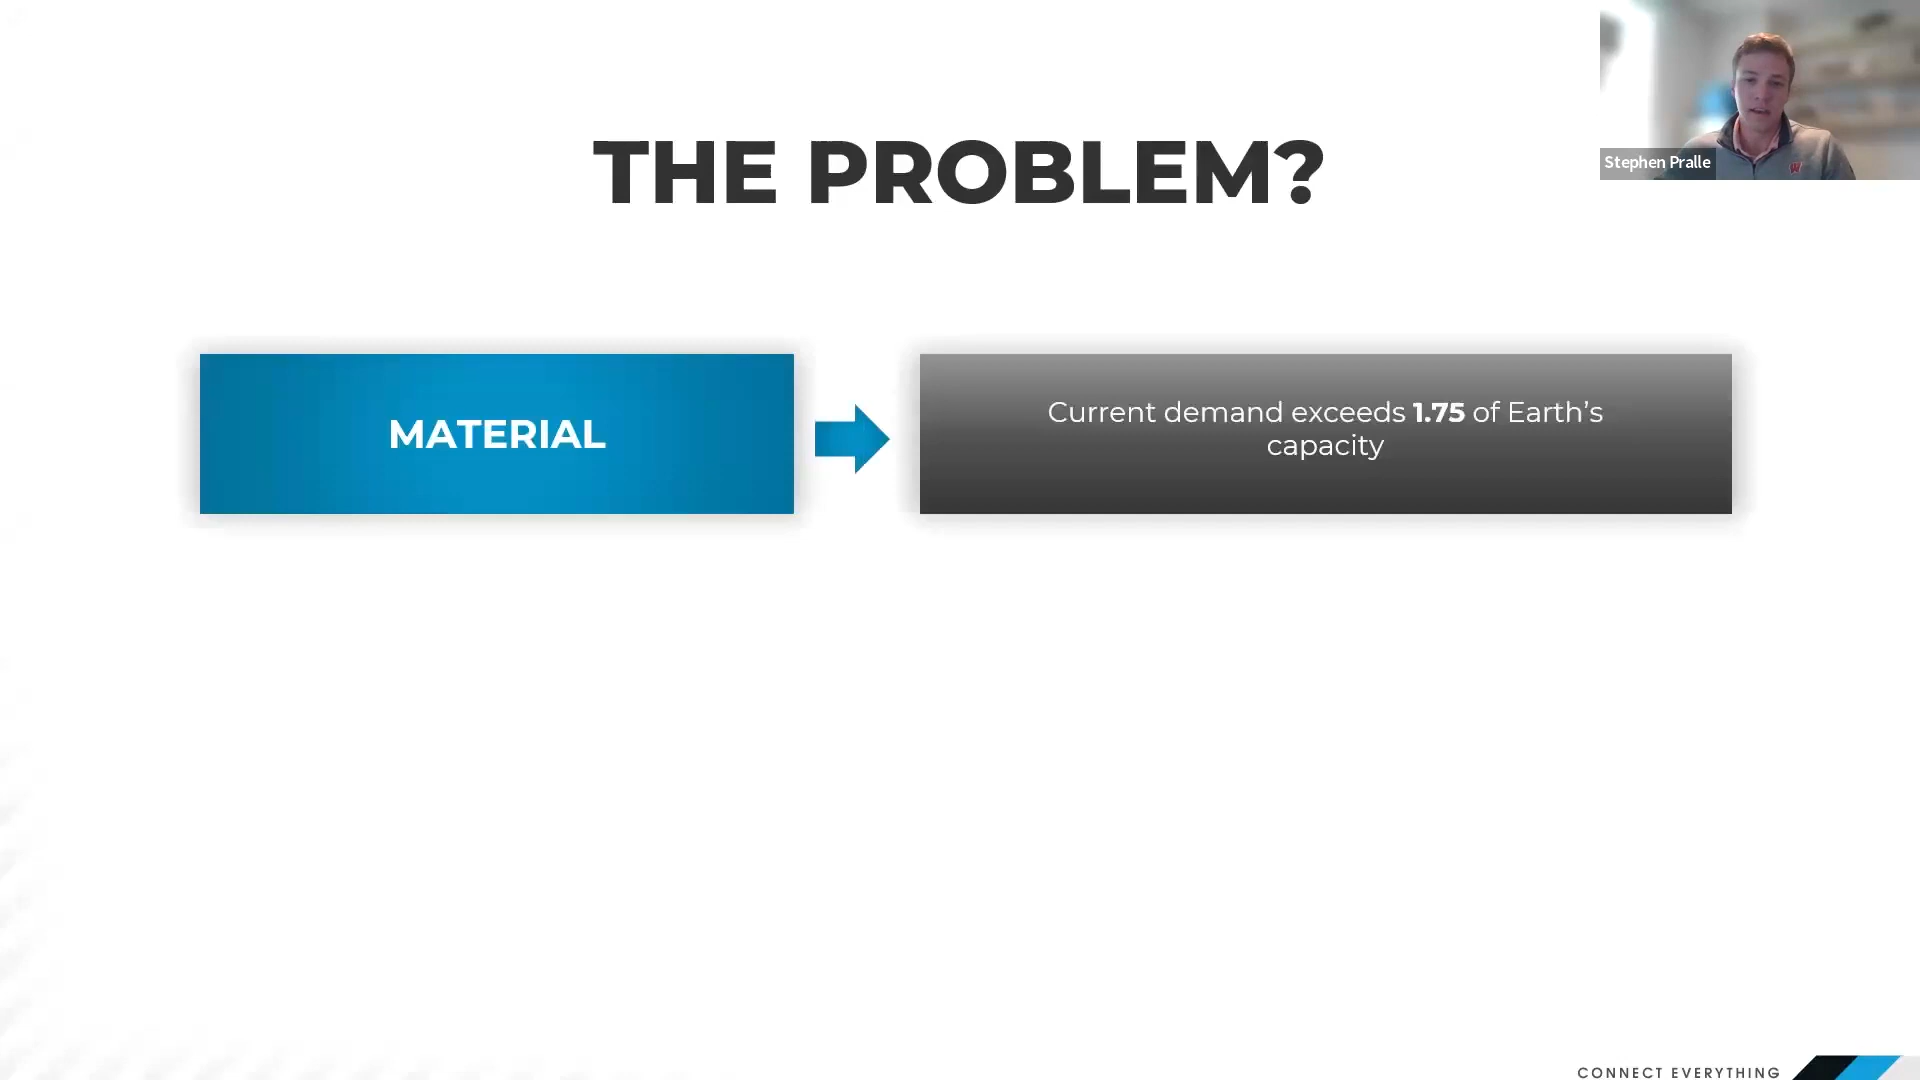 THE PROBLEM?
Stephen Pralle
MATERIAL
Current demand exceeds 1.75 of Earth’s
capacity
CONNECT EVERYTHING